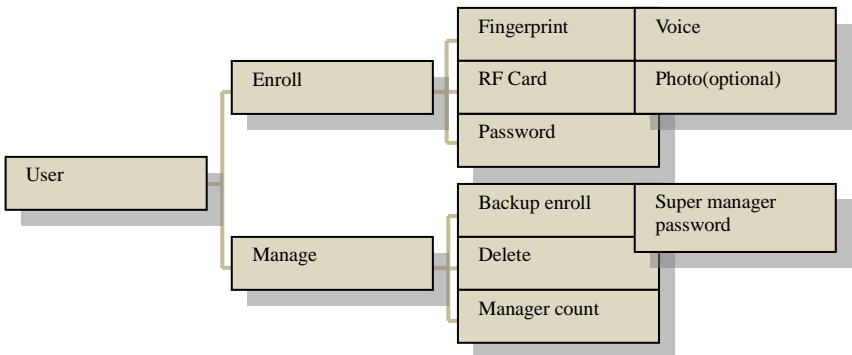 Fingerprint
Voice
Enroll
RF Card
Photo(optional)
Password
User
Backup enroll
Super manager
password
Manage
Delete
Manager count